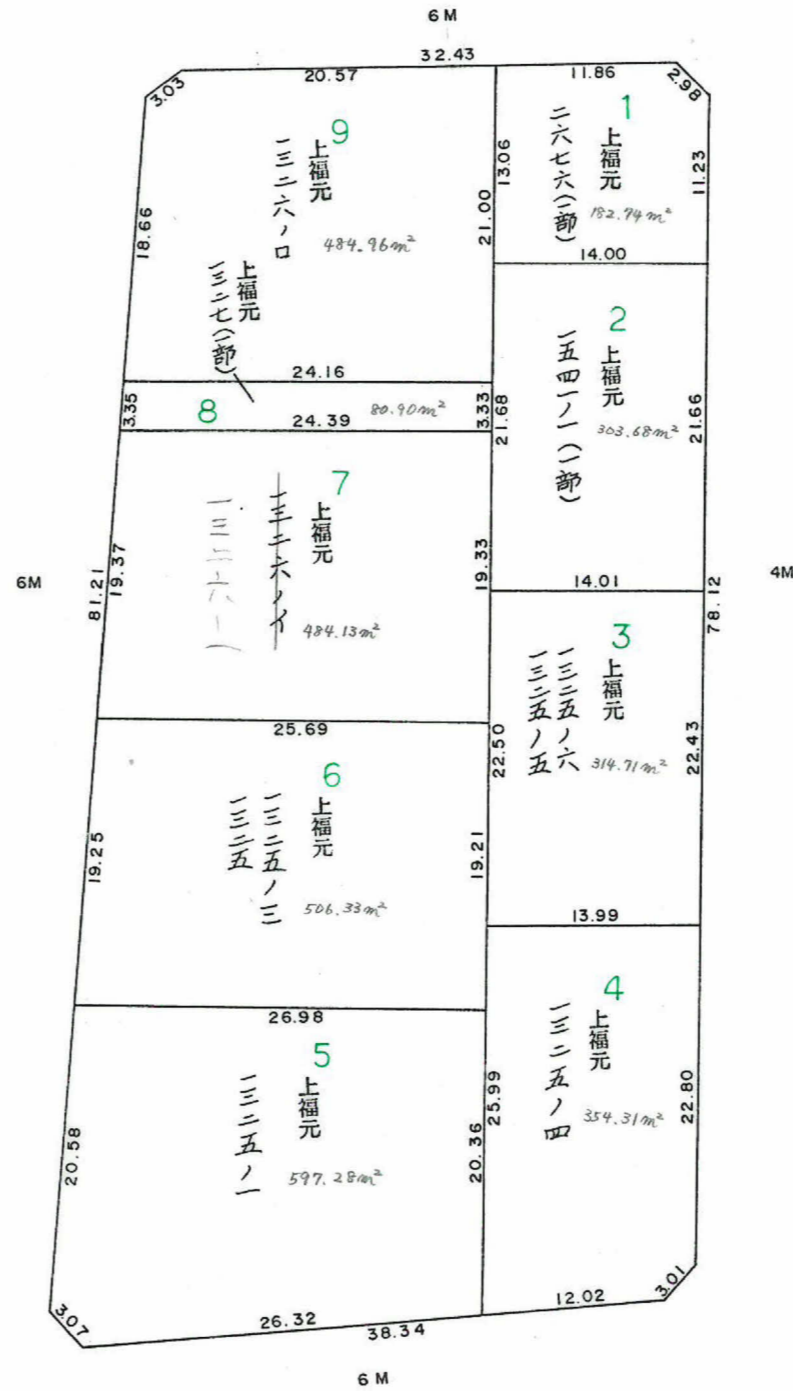 6M
32.43
20.57
11.86
3.03
2.98
9
上福元
一三二六ノロ
484.96m²
18.66
21.00
13.06
1
上福元
二六七六(一部)
182.74m²
11.23
14.00
上福元
一三二七(一部)
24.16
3.35
8
80.90m²
3.33
24.39
2
上福元
一五四一ノ一(一部)
303.68m²
21.68
21.66
14.01
7
上福元
一三二六ノイ
一三二六ー一
484.13m²
6M
81.21
19.37
19.33
4M
78.12
25.69
3
上福元
一三二五ノ六
一三二五ノ五
314.71m²
22.50
22.43
13.99
6
上福元
一三二五ノ三
一三二五
506.33m²
19.25
19.21
26.98
4
上福元
一三二五ノ四
354.31m²
25.99
22.80
5
上福元
一三二五ノ一
597.28m²
20.58
20.36
3.07
26.32
38.34
12.02
3.01
6M